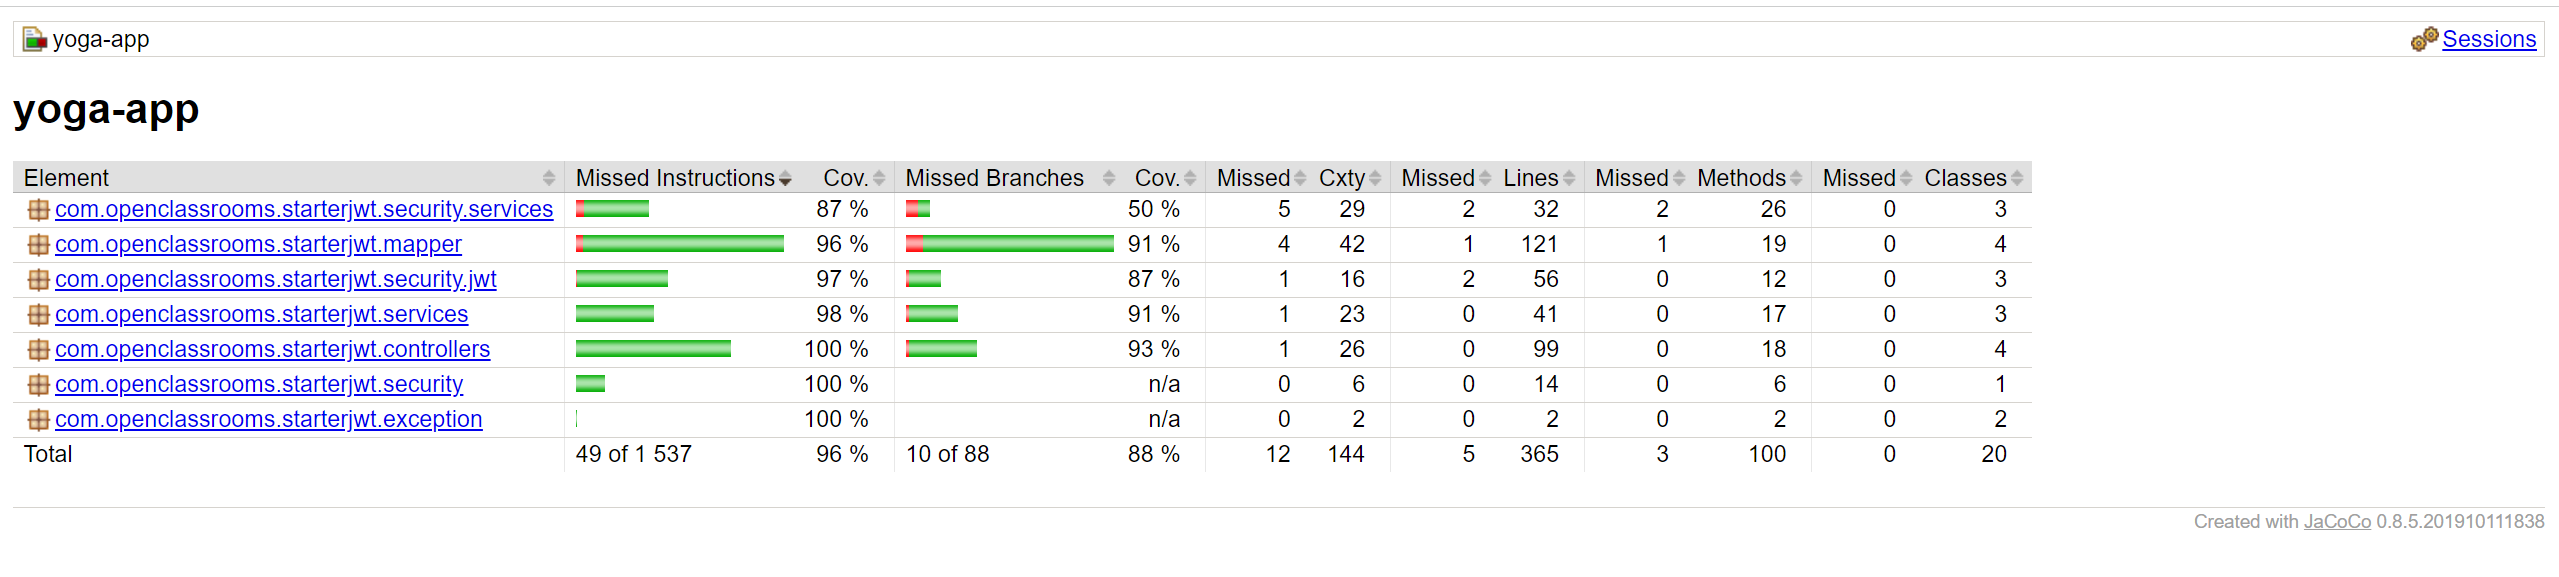 yoga-app Sessions
yoga-app
Element Missed Instructions Cov. Missed Branches Cov. Missed Cxty Missed Lines Missed Methods Missed Classes
com.openclassrooms.starterjwt.security.services 87 % 50 % 5 29 2 32 2 26 0 3
com.openclassrooms.starterjwt.mapper 96 % 91 % 4 42 1 121 1 19 0 4
com.openclassrooms.starterjwt.security.jwt 97 % 87 % 1 16 2 56 0 12 0 3
com.openclassrooms.starterjwt.services 98 % 91 % 1 23 0 41 0 17 0 3
com.openclassrooms.starterjwt.controllers 100 % 93 % 1 26 0 99 0 18 0 4
com.openclassrooms.starterjwt.security 100 % n/a 0 6 0 14 0 6 0 1
com.openclassrooms.starterjwt.exception 100 % n/a 0 2 0 2 0 2 0 2
Total 49 of 1 537 96 % 10 of 88 88 % 12 144 5 365 3 100 0 20
Created with JaCoCo 0.8.5.201910111838